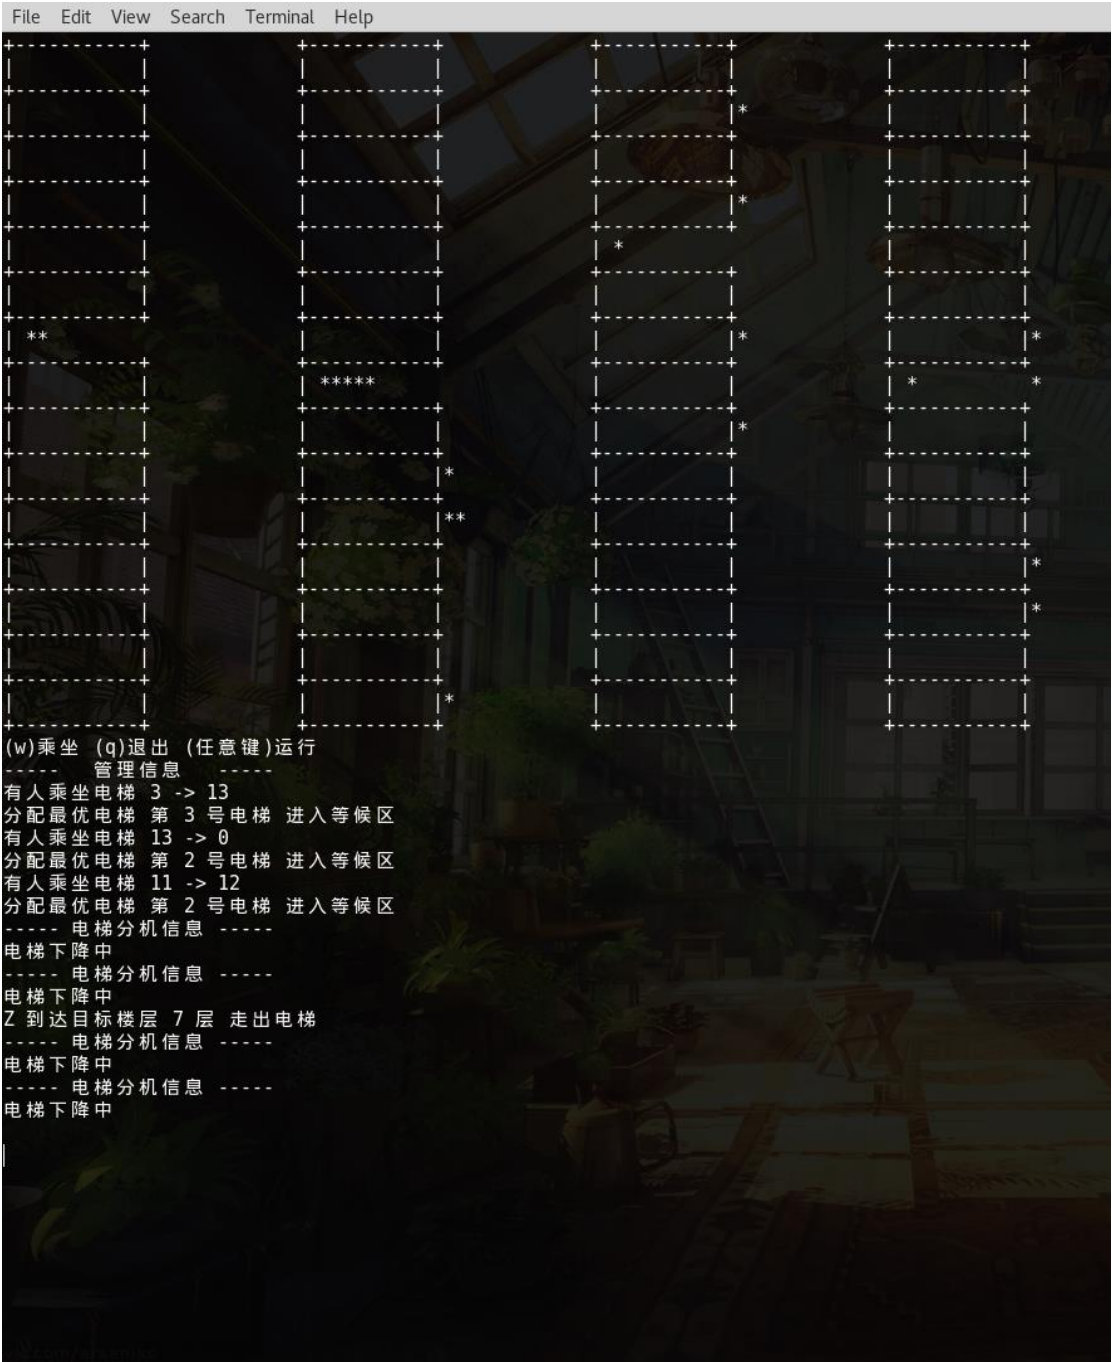 File Edit View Search Terminal Help
+-----------+             +-----------+             +-----------+             +-----------+
|           |             |           |             |           |             |           |
+-----------+             +-----------+             +-----------+             +-----------+
|           |             |           |             |           |*            |           |
+-----------+             +-----------+             +-----------+             +-----------+
|           |             |           |             |           |             |           |
+-----------+             +-----------+             +-----------+             +-----------+
|           |             |           |             |           |*            |           |
+-----------+             +-----------+             +-----------+             +-----------+
|           |             |           |             | *                       |           |
+-----------+             +-----------+             +-----------+             +-----------+
|           |             |           |             |           |             |           |
+-----------+             +-----------+             +-----------+             +-----------+
| **                      |           |             |           |*            |           |*
+-----------+             +-----------+             +-----------+             +-----------+
|           |             | *****                   |           |             | *          *
+-----------+             +-----------+             +-----------+             +-----------+
|           |             |           |             |           |*            |           |
+-----------+             +-----------+             +-----------+             +-----------+
|           |             |           |*            |           |             |           |
+-----------+             +-----------+             +-----------+             +-----------+
|           |             |           |**           |           |             |           |
+-----------+             +-----------+             +-----------+             +-----------+
|           |             |           |             |           |             |           |*
+-----------+             +-----------+             +-----------+             +-----------+
|           |             |           |             |           |             |           |*
+-----------+             +-----------+             +-----------+             +-----------+
|           |             |           |             |           |             |           |
+-----------+             +-----------+             +-----------+             +-----------+
|           |             |           |*            |           |             |           |
+-----------+             +-----------+             +-----------+             +-----------+
(w)乘坐 (q)退出 (任意键)运行
----- 管理信息 -----
有人乘坐电梯 3 -> 13
分配最优电梯 第 3 号电梯 进入等候区
有人乘坐电梯 13 -> 0
分配最优电梯 第 2 号电梯 进入等候区
有人乘坐电梯 11 -> 12
分配最优电梯 第 2 号电梯 进入等候区
----- 电梯分机信息 -----
电梯下降中
----- 电梯分机信息 -----
电梯下降中
Z 到达目标楼层 7 层 走出电梯
----- 电梯分机信息 -----
电梯下降中
----- 电梯分机信息 -----
电梯下降中